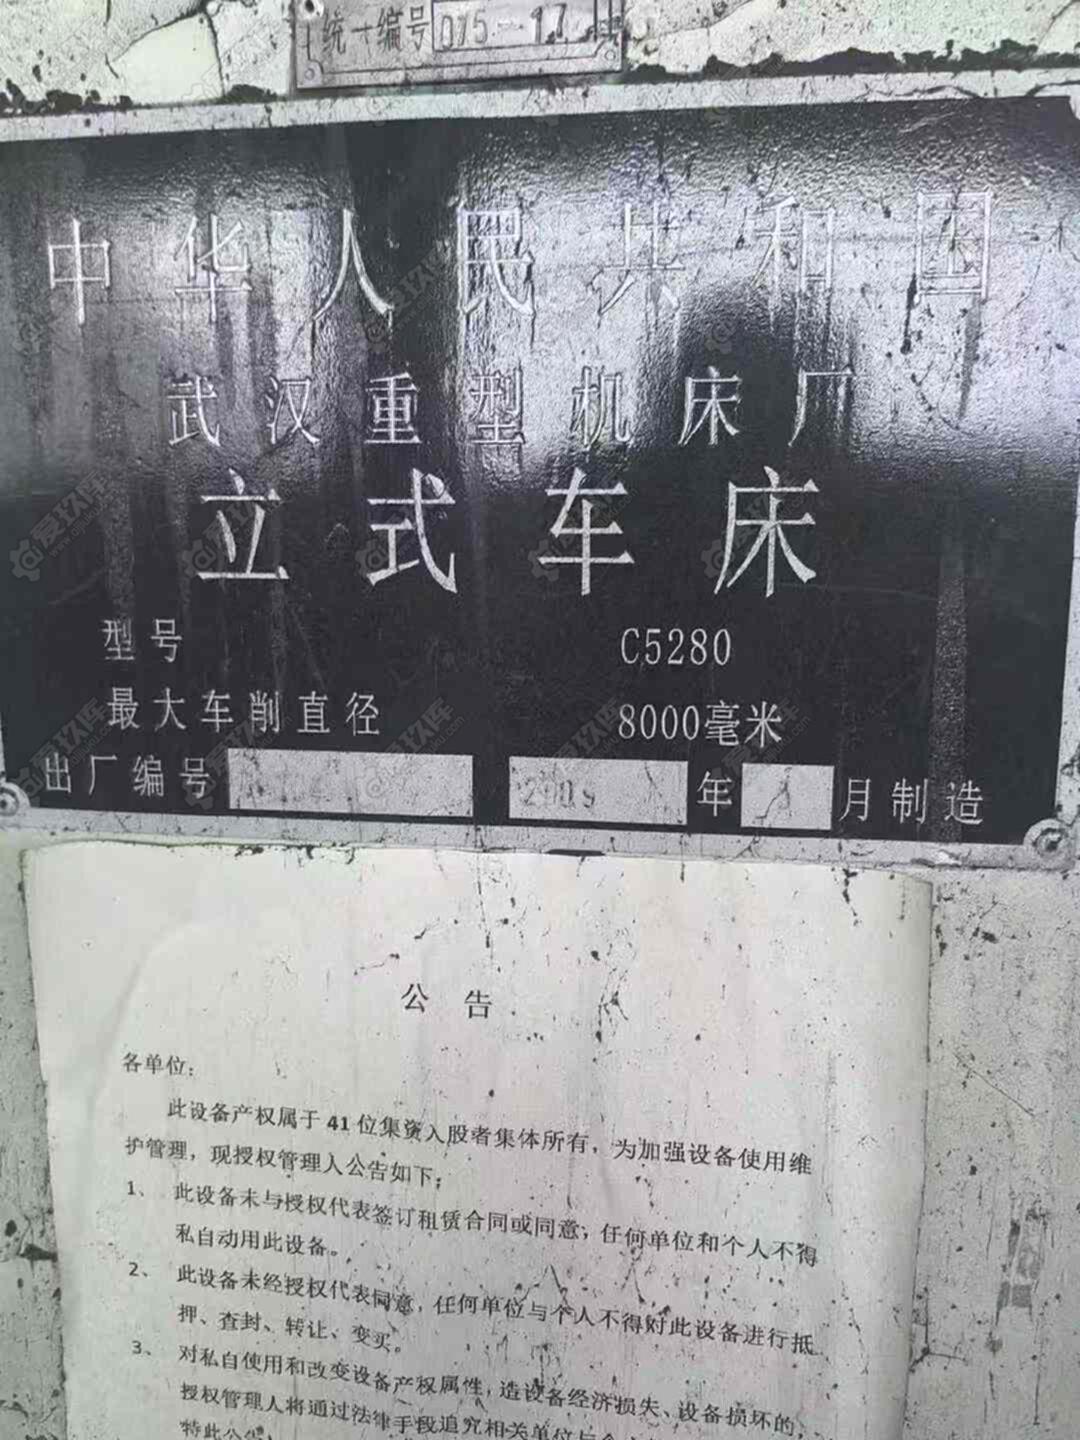 统一编号 015-17
中华人民共和国
武汉重型机床厂
立式车床
型号 C5280
最大车削直径 8000毫米
出厂编号 2009 年 月制造
公告
各单位：
此设备产权属于41位集资入股者集体所有，为加强设备使用维
护管理，现授权管理人公告如下；
1、 此设备未与授权代表签订租赁合同或同意；任何单位和个人不得
私自动用此设备。
2、 此设备未经授权代表同意，任何单位与个人不得对此设备进行抵
押、查封、转让、变买。
3、 对私自使用和改变设备产权属性，造设备经济损失、设备损坏的，
授权管理人将通过法律手段追究相关单位与个
特此公告